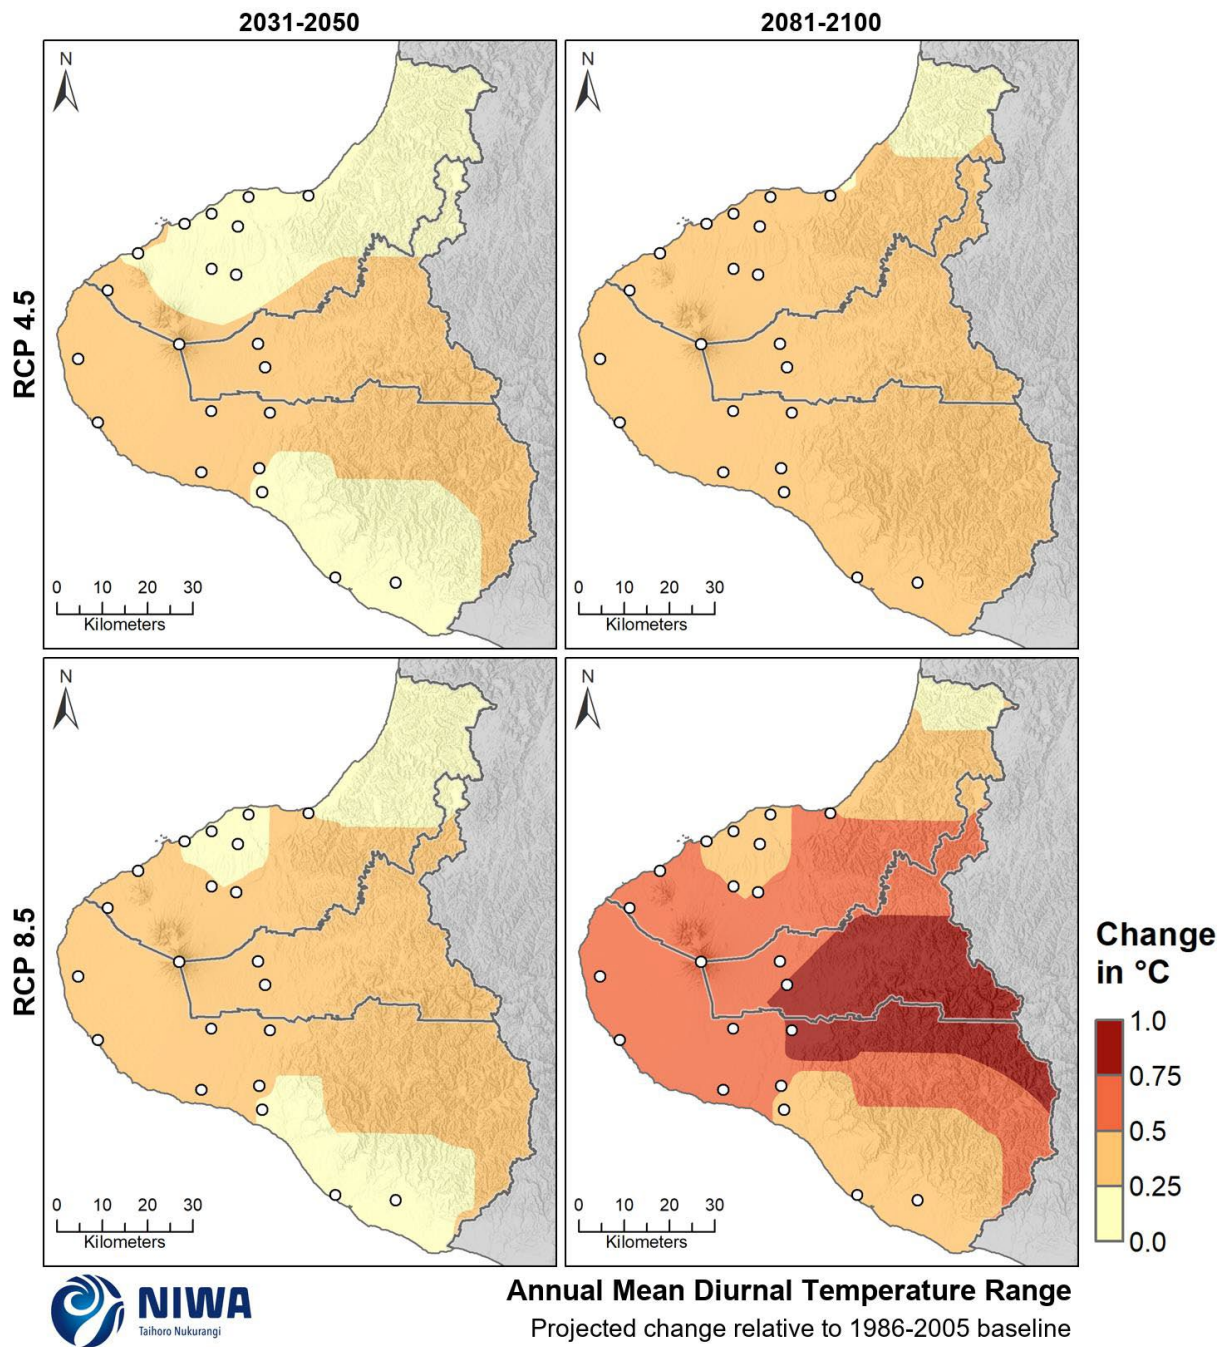 2031-2050
2081-2100
RCP 4.5
N
0 10 20 30
Kilometers
N
0 10 20 30
Kilometers
RCP 8.5
N
0 10 20 30
Kilometers
N
0 10 20 30
Kilometers
Change
in °C
1.0
0.75
0.5
0.25
0.0
NIWA
Taihoro Nukurangi
Annual Mean Diurnal Temperature Range
Projected change relative to 1986-2005 baseline